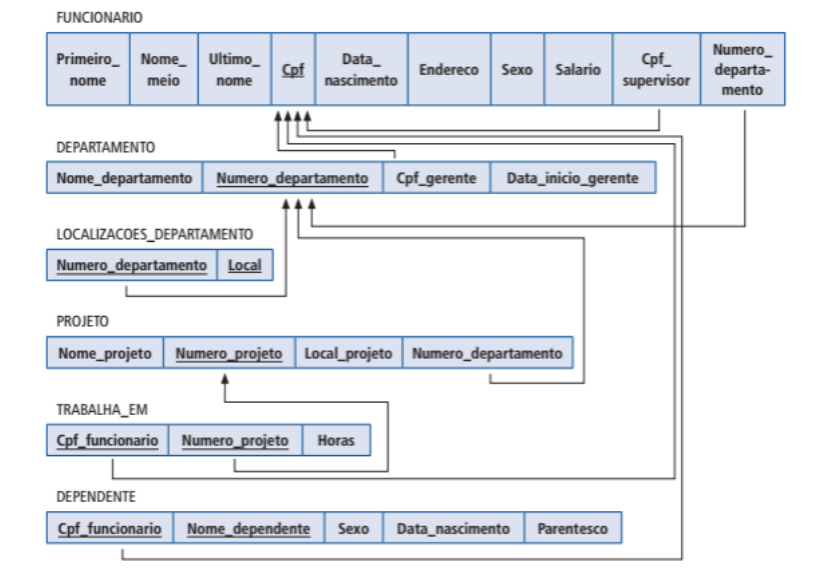 FUNCIONARIO
Primeiro_ nome Nome_ meio Ultimo_ nome Cpf Data_ nascimento Endereco Sexo Salario Cpf_ supervisor Numero_ departa- mento
DEPARTAMENTO
Nome_departamento Numero_departamento Cpf_gerente Data_inicio_gerente
LOCALIZACOES_DEPARTAMENTO
Numero_departamento Local
PROJETO
Nome_projeto Numero_projeto Local_projeto Numero_departamento
TRABALHA_EM
Cpf_funcionario Numero_projeto Horas
DEPENDENTE
Cpf_funcionario Nome_dependente Sexo Data_nascimento Parentesco